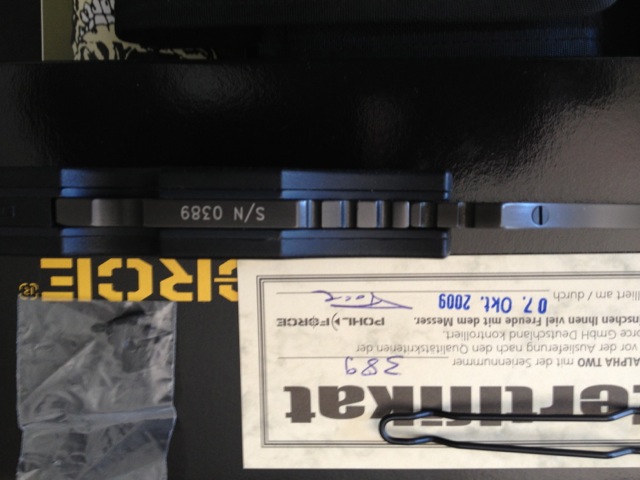 S/N 0389
RCE
ertifikat
ALPHA TWO mit der Seriennummer 389
vor der Auslieferung nach den Qualitätskriterien der
orce GmbH Deutschland kontrolliert.
nschen Ihnen viel Freude mit dem Messer.
POHL FORCE
lliert am / durch 07. Okt. 2009